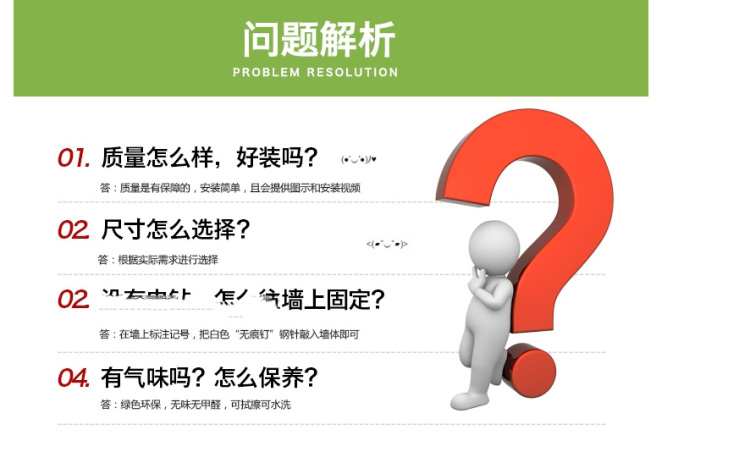 问题解析
PROBLEM RESOLUTION
01. 质量怎么样，好装吗？ (●ˇ◡ˇ●)ﾉ♥
答：质量是有保障的，安装简单，且会提供图示和安装视频
02. 尺寸怎么选择？
<(▰˘◡˘▰)>
答：根据实际需求进行选择
02. 怎 墙上固定？
答：在墙上标注记号，把白色“无痕钉”钢针敲入墙体即可
04. 有气味吗？怎么保养？
答：绿色环保，无味无甲醛，可拭擦可水洗